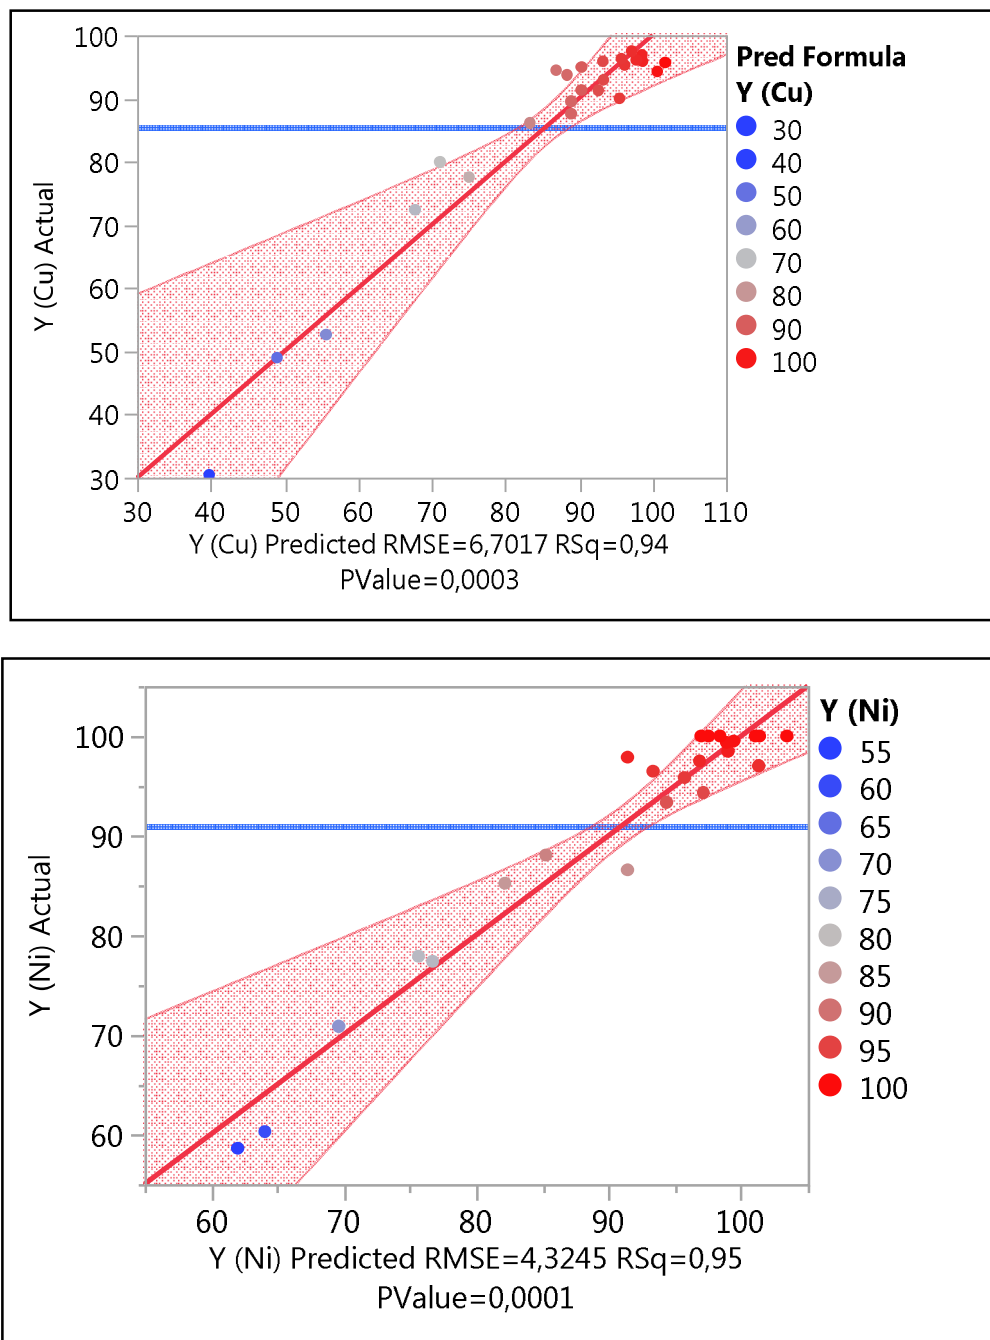 100
90
80
70
60
50
40
30
Y (Cu) Actual
30 40 50 60 70 80 90 100 110
Y (Cu) Predicted RMSE=6,7017 RSq=0,94
PValue=0,0003
Pred Formula
Y (Cu)
30
40
50
60
70
80
90
100
100
90
80
70
60
Y (Ni) Actual
60 70 80 90 100
Y (Ni) Predicted RMSE=4,3245 RSq=0,95
PValue=0,0001
Y (Ni)
55
60
65
70
75
80
85
90
95
100